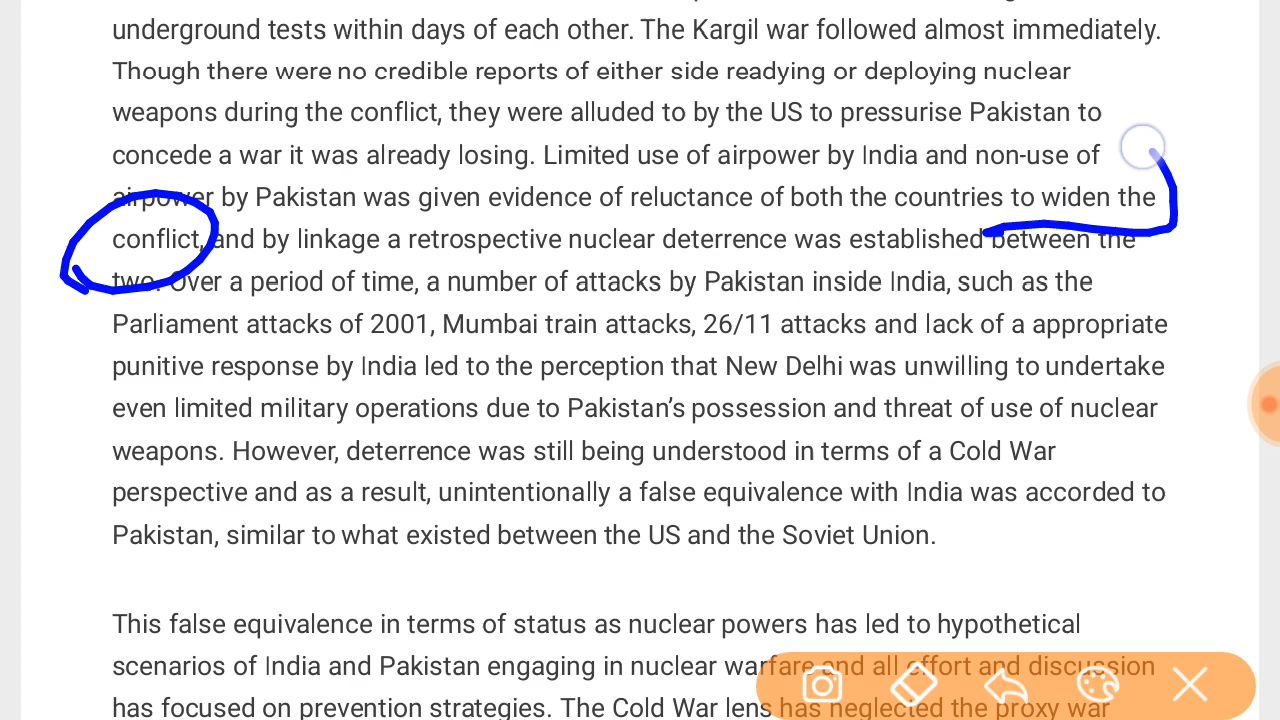 underground tests within days of each other. The Kargil war followed almost immediately.
Though there were no credible reports of either side readying or deploying nuclear
weapons during the conflict, they were alluded to by the US to pressurise Pakistan to
concede a war it was already losing. Limited use of airpower by India and non-use of
airpower by Pakistan was given evidence of reluctance of both the countries to widen the
conflict, and by linkage a retrospective nuclear deterrence was established between the
two. Over a period of time, a number of attacks by Pakistan inside India, such as the
Parliament attacks of 2001, Mumbai train attacks, 26/11 attacks and lack of a appropriate
punitive response by India led to the perception that New Delhi was unwilling to undertake
even limited military operations due to Pakistan’s possession and threat of use of nuclear
weapons. However, deterrence was still being understood in terms of a Cold War
perspective and as a result, unintentionally a false equivalence with India was accorded to
Pakistan, similar to what existed between the US and the Soviet Union.
This false equivalence in terms of status as nuclear powers has led to hypothetical
scenarios of India and Pakistan engaging in nuclear warfare and all effort and discussion
has focused on prevention strategies. The Cold War lens has neglected the proxy war